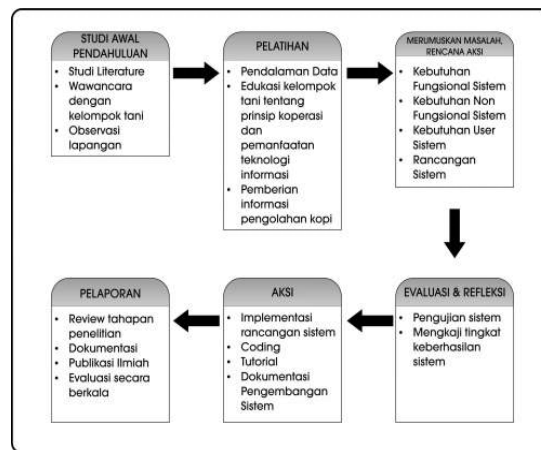 STUDI AWAL
PENDAHULUAN
• Studi Literature
• Wawancara
dengan
kelompok tani
• Observasi
lapangan
PELATIHAN
• Pendalaman Data
• Edukasi kelompok
tani tentang
prinsip koperasi
dan
pemanfaatan
teknologi
informasi
• Pemberian
informasi
pengolahan kopi
MERUMUSKAN MASALAH,
RENCANA AKSI
• Kebutuhan
Fungsional Sistem
• Kebutuhan Non
Fungsional Sistem
• Kebutuhan User
Sistem
• Rancangan
Sistem
EVALUASI & REFLEKSI
• Pengujian sistem
• Mengkaji tingkat
keberhasilan
sistem
AKSI
• Implementasi
rancangan sistem
• Coding
• Tutorial
• Dokumentasi
Pengembangan
Sistem
PELAPORAN
• Review tahapan
penelitian
• Dokumentasi
• Publikasi Ilmiah
• Evaluasi secara
berkala